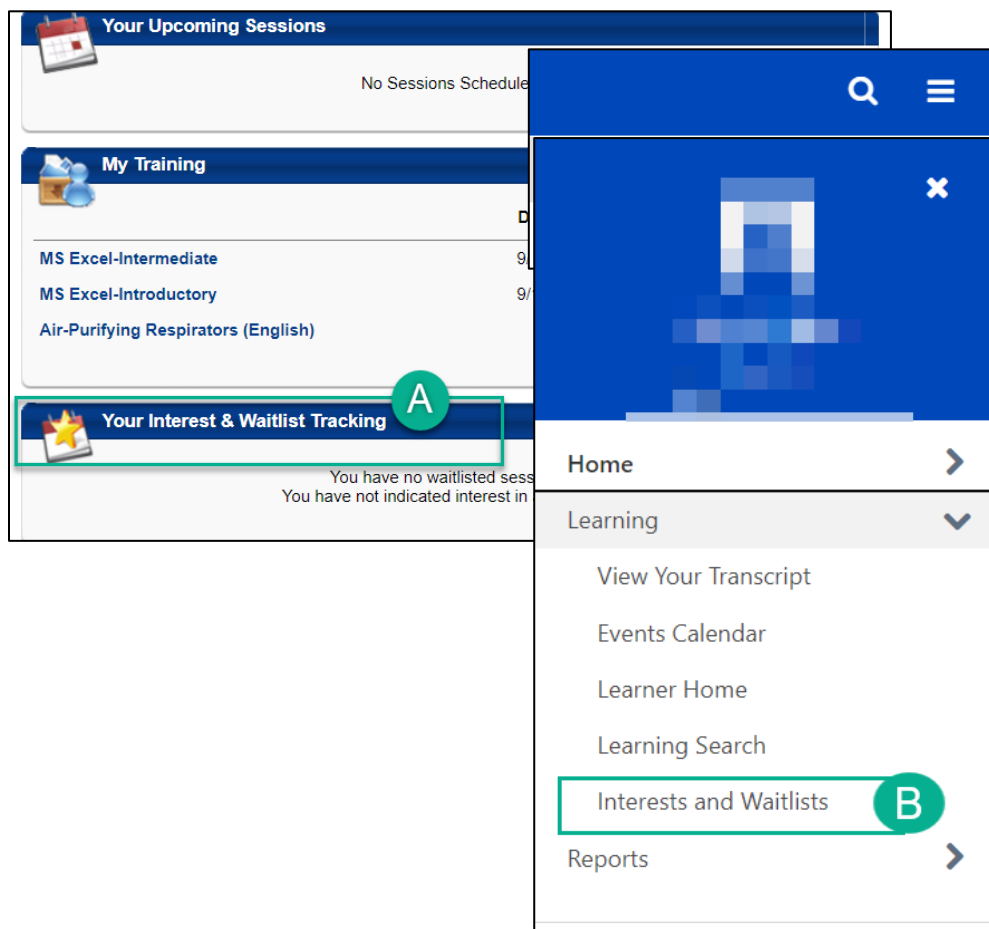 Your Upcoming Sessions
No Sessions Schedule
My Training
D
MS Excel-Intermediate 9/
MS Excel-Introductory 9/
Air-Purifying Respirators (English)
A
Your Interest & Waitlist Tracking
You have no waitlisted sess
You have not indicated interest in
Home
Learning
View Your Transcript
Events Calendar
Learner Home
Learning Search
Interests and Waitlists B
Reports